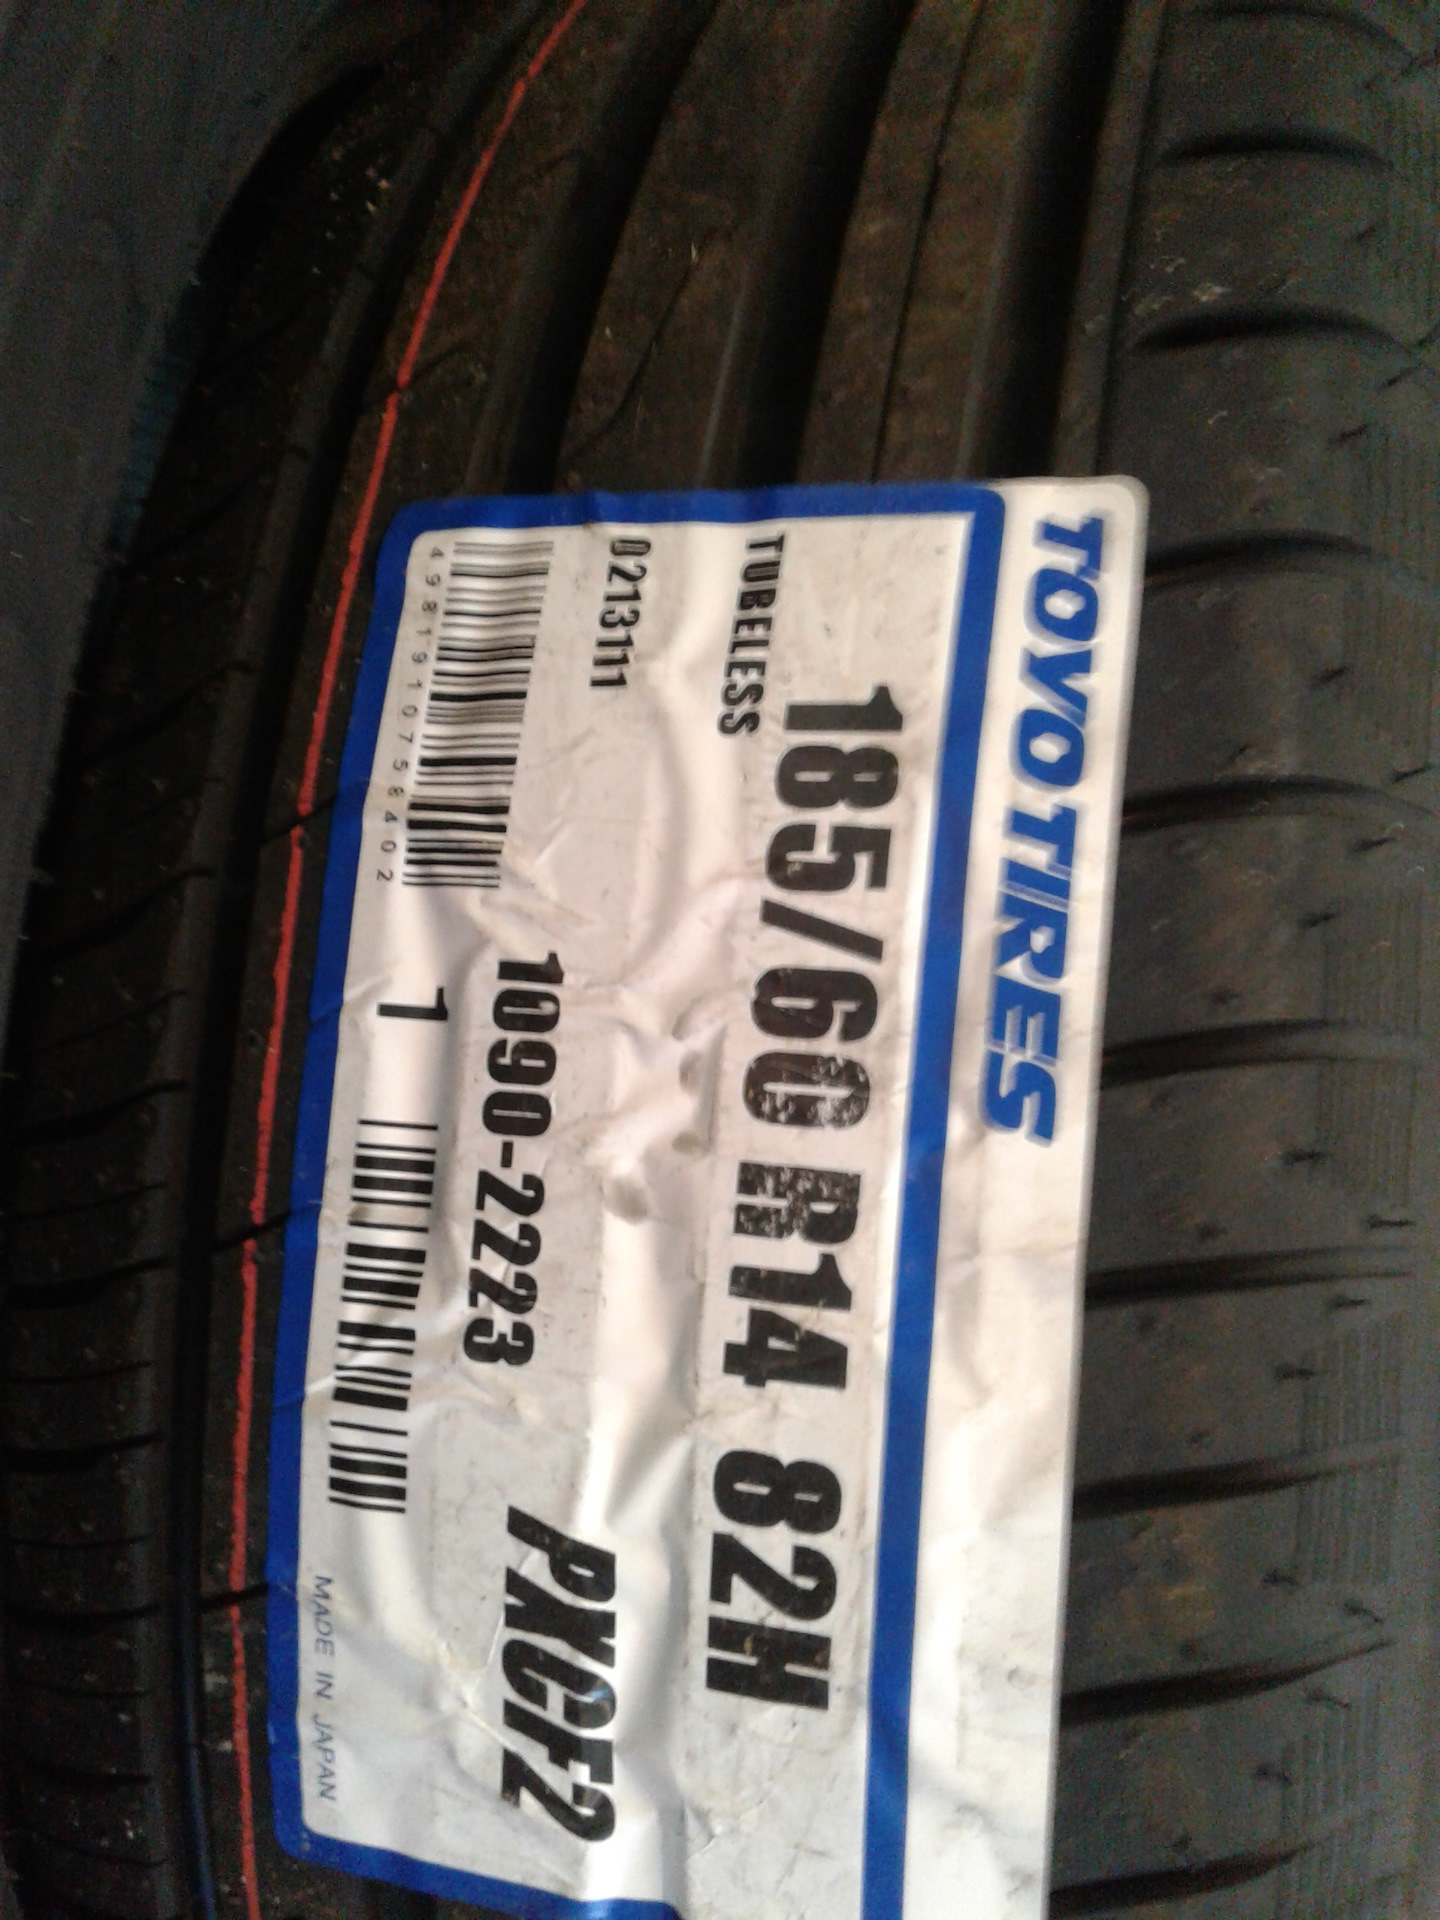 TOYO TIRES
185/60 R14 82H
TUBELESS
PXCF2
0213111
1090-2223
4981910758402
1
MADE IN JAPAN